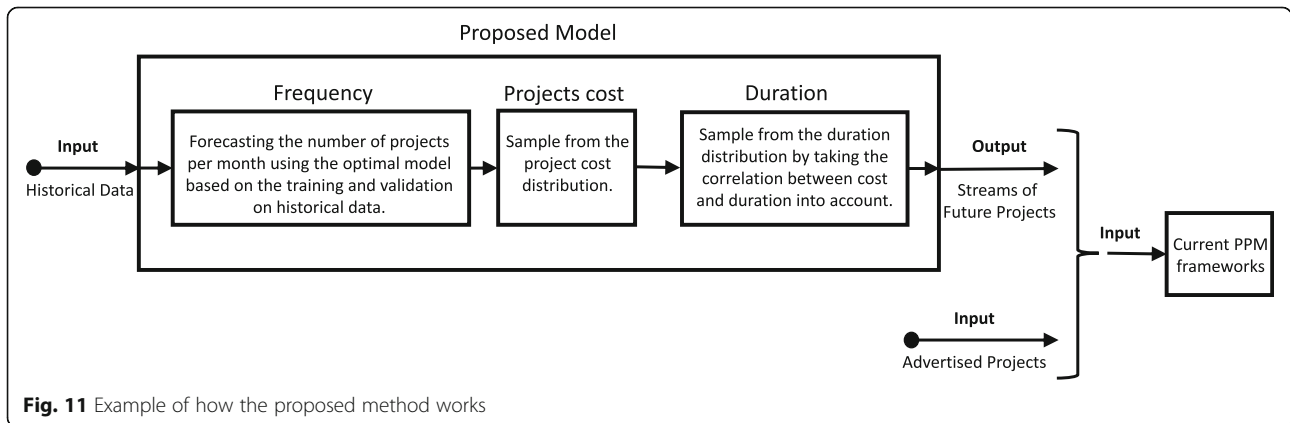 Proposed Model
Frequency
Projects cost
Duration
Input
Historical Data
Forecasting the number of projects
per month using the optimal model
based on the training and validation
on historical data.
Sample from the
project cost
distribution.
Sample from the duration
distribution by taking the
correlation between cost
and duration into account.
Output
Streams of
Future Projects
Input
Current PPM
frameworks
Input
Advertised Projects
Fig. 11 Example of how the proposed method works